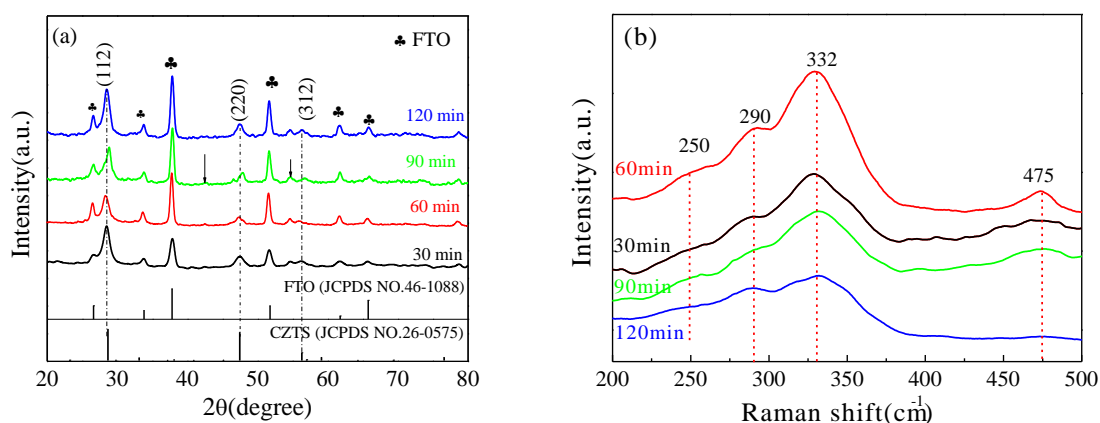 (a)
♣ FTO
(112)
(220)
(312)
120 min
90 min
60 min
30 min
FTO (JCPDS NO.46-1088)
CZTS (JCPDS NO.26-0575)
20 30 40 50 60 70 80
2θ(degree)
Intensity(a.u.)
(b)
332
290
250
475
60min
30min
90min
120min
200 250 300 350 400 450 500
Raman shift(cm⁻¹)
Intensity(a.u.)